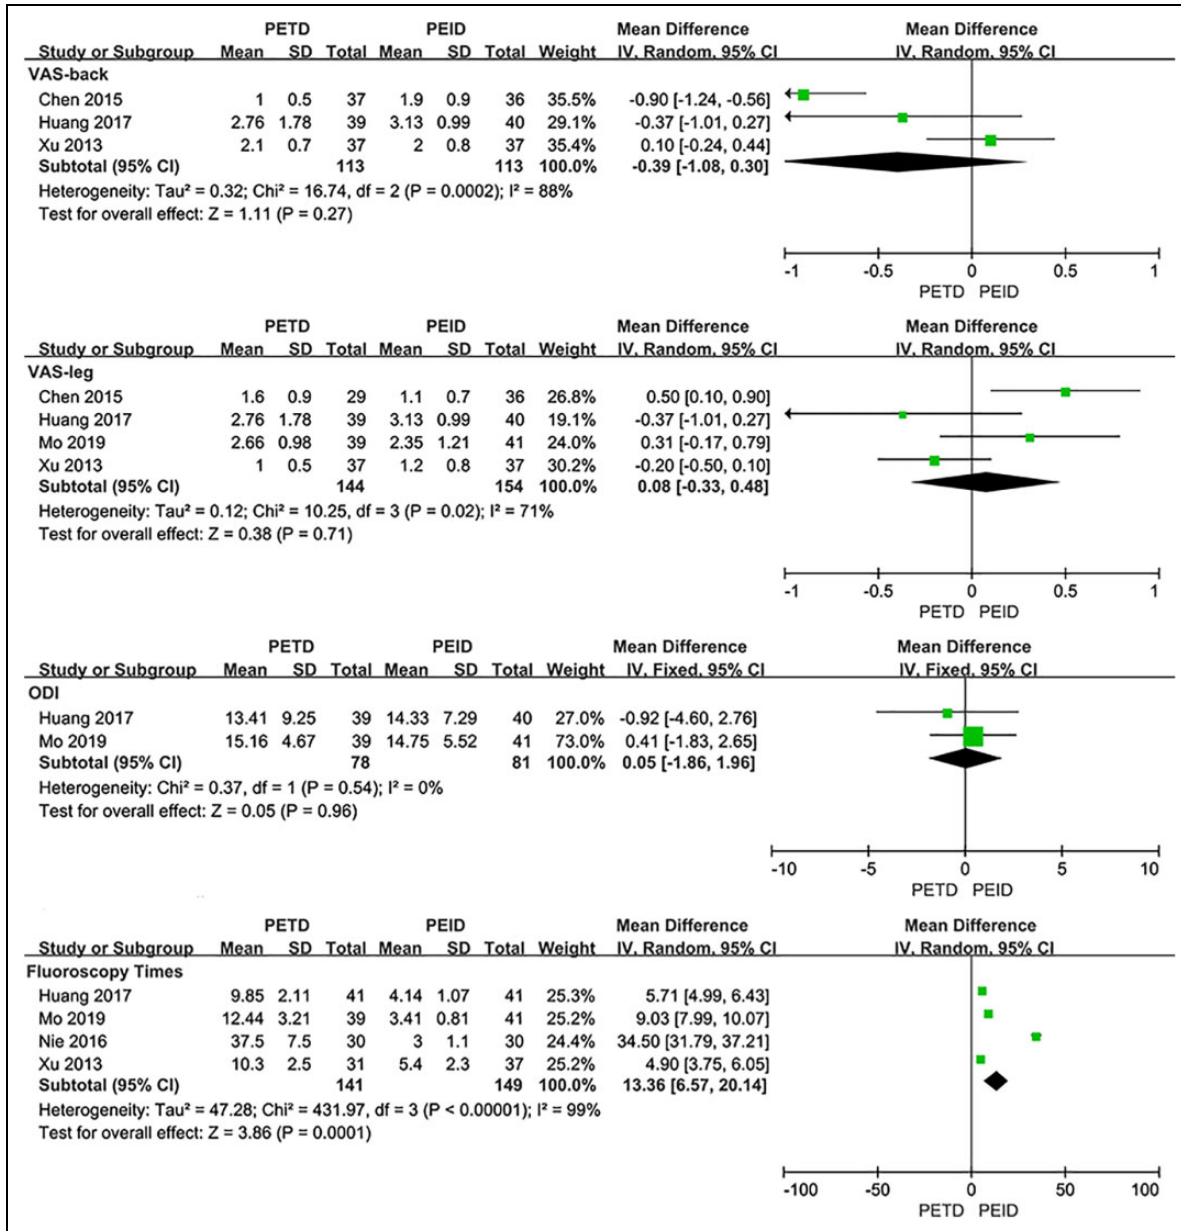 PETD PEID Mean Difference Mean Difference
Study or Subgroup Mean SD Total Mean SD Total Weight IV, Random, 95% CI IV, Random, 95% CI
VAS-back
Chen 2015 1 0.5 37 1.9 0.9 36 35.5% -0.90 [-1.24, -0.56]
Huang 2017 2.76 1.78 39 3.13 0.99 40 29.1% -0.37 [-1.01, 0.27]
Xu 2013 2.1 0.7 37 2 0.8 37 35.4% 0.10 [-0.24, 0.44]
Subtotal (95% CI) 113 113 100.0% -0.39 [-1.08, 0.30]
Heterogeneity: Tau² = 0.32; Chi² = 16.74, df = 2 (P = 0.0002); I² = 88%
Test for overall effect: Z = 1.11 (P = 0.27)
-1 -0.5 0 0.5 1
PETD PEID
PETD PEID Mean Difference Mean Difference
Study or Subgroup Mean SD Total Mean SD Total Weight IV, Random, 95% CI IV, Random, 95% CI
VAS-leg
Chen 2015 1.6 0.9 29 1.1 0.7 36 26.8% 0.50 [0.10, 0.90]
Huang 2017 2.76 1.78 39 3.13 0.99 40 19.1% -0.37 [-1.01, 0.27]
Mo 2019 2.66 0.98 39 2.35 1.21 41 24.0% 0.31 [-0.17, 0.79]
Xu 2013 1 0.5 37 1.2 0.8 37 30.2% -0.20 [-0.50, 0.10]
Subtotal (95% CI) 144 154 100.0% 0.08 [-0.33, 0.48]
Heterogeneity: Tau² = 0.12; Chi² = 10.25, df = 3 (P = 0.02); I² = 71%
Test for overall effect: Z = 0.38 (P = 0.71)
-1 -0.5 0 0.5 1
PETD PEID
PETD PEID Mean Difference Mean Difference
Study or Subgroup Mean SD Total Mean SD Total Weight IV, Fixed, 95% CI IV, Fixed, 95% CI
ODI
Huang 2017 13.41 9.25 39 14.33 7.29 40 27.0% -0.92 [-4.60, 2.76]
Mo 2019 15.16 4.67 39 14.75 5.52 41 73.0% 0.41 [-1.83, 2.65]
Subtotal (95% CI) 78 81 100.0% 0.05 [-1.86, 1.96]
Heterogeneity: Chi² = 0.37, df = 1 (P = 0.54); I² = 0%
Test for overall effect: Z = 0.05 (P = 0.96)
-10 -5 0 5 10
PETD PEID
PETD PEID Mean Difference Mean Difference
Study or Subgroup Mean SD Total Mean SD Total Weight IV, Random, 95% CI IV, Random, 95% CI
Fluoroscopy Times
Huang 2017 9.85 2.11 41 4.14 1.07 41 25.3% 5.71 [4.99, 6.43]
Mo 2019 12.44 3.21 39 3.41 0.81 41 25.2% 9.03 [7.99, 10.07]
Nie 2016 37.5 7.5 30 3 1.1 30 24.4% 34.50 [31.79, 37.21]
Xu 2013 10.3 2.5 31 5.4 2.3 37 25.2% 4.90 [3.75, 6.05]
Subtotal (95% CI) 141 149 100.0% 13.36 [6.57, 20.14]
Heterogeneity: Tau² = 47.28; Chi² = 431.97, df = 3 (P < 0.00001); I² = 99%
Test for overall effect: Z = 3.86 (P = 0.0001)
-100 -50 0 50 100
PETD PEID